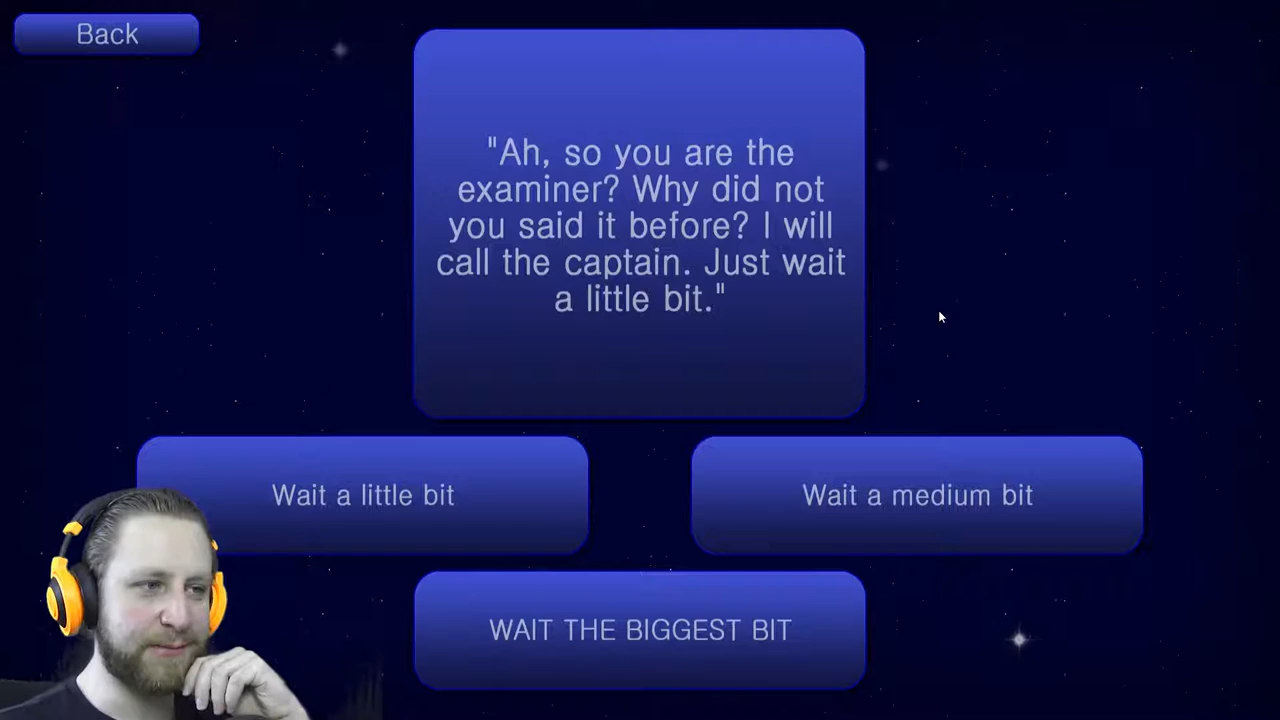 Back
"Ah, so you are the
examiner? Why did not
you said it before? I will
call the captain. Just wait
a little bit."
Wait a little bit
Wait a medium bit
WAIT THE BIGGEST BIT